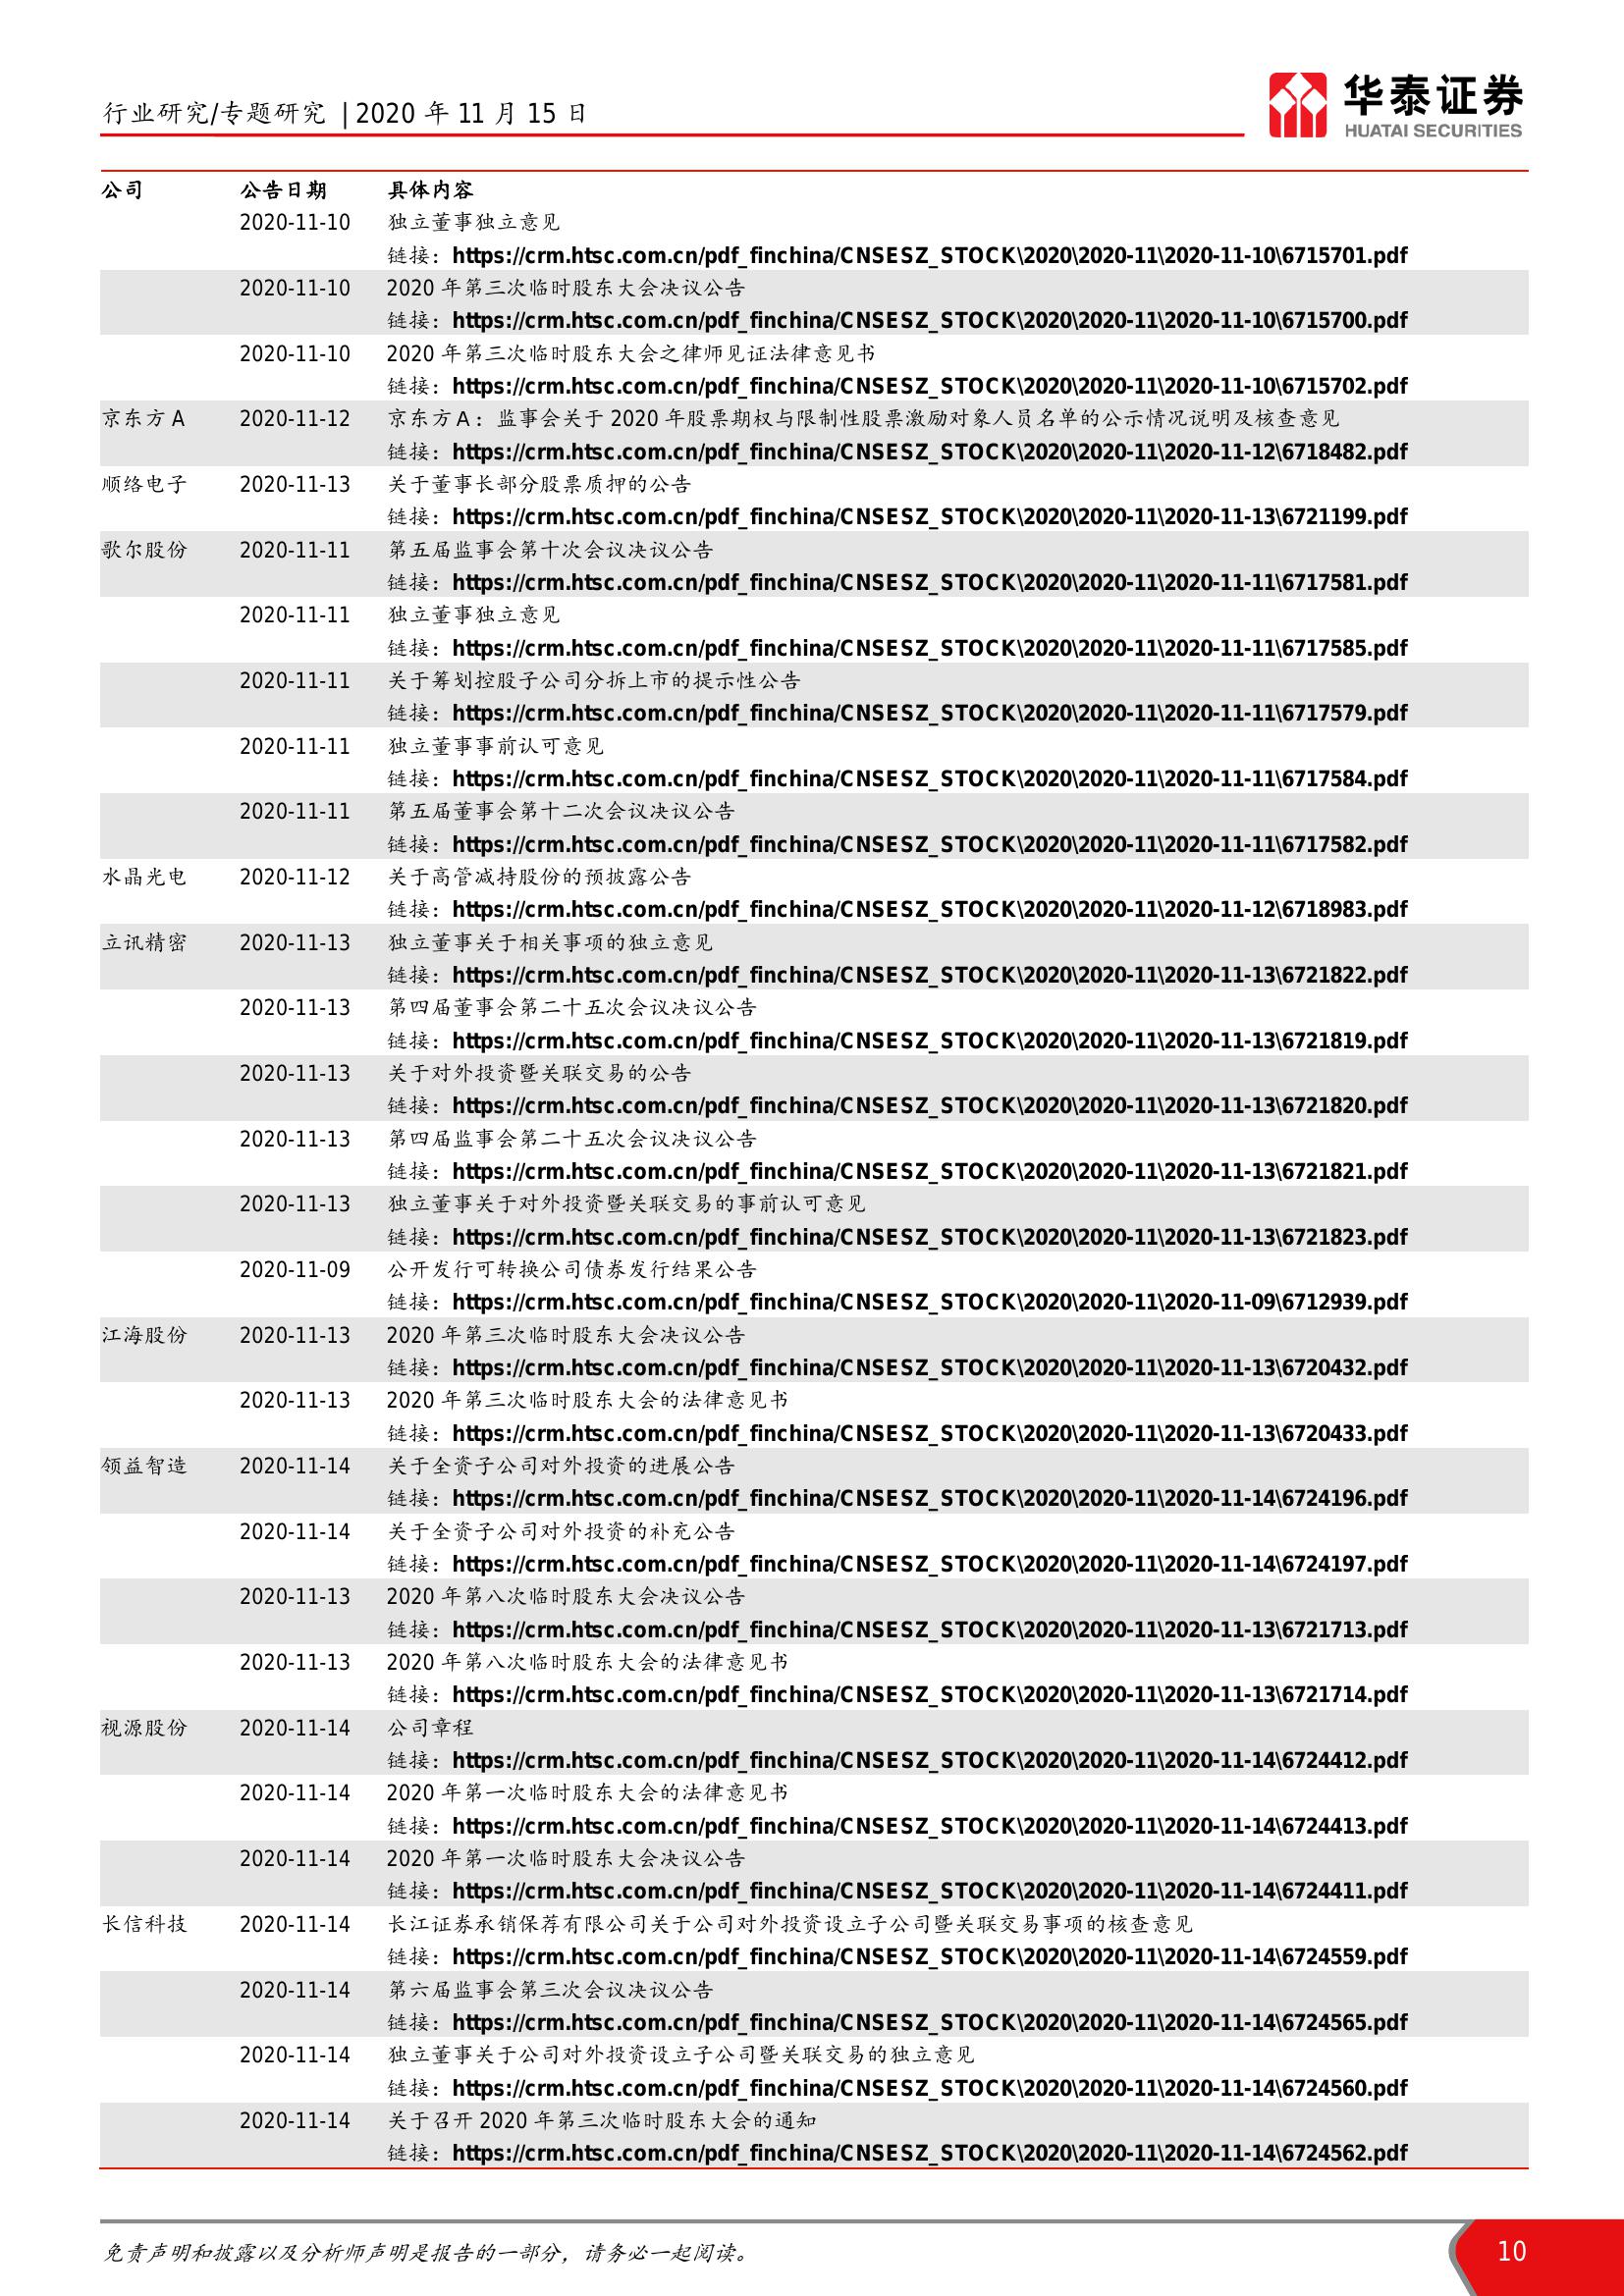 行业研究/专题研究 | 2020 年 11 月 15 日
华泰证券
HUATAI SECURITIES
公司 公告日期 具体内容
2020-11-10 独立董事独立意见
链接：https://crm.htsc.com.cn/pdf_finchina/CNSESZ_STOCK\2020\2020-11\2020-11-10\6715701.pdf
2020-11-10 2020 年第三次临时股东大会决议公告
链接：https://crm.htsc.com.cn/pdf_finchina/CNSESZ_STOCK\2020\2020-11\2020-11-10\6715700.pdf
2020-11-10 2020 年第三次临时股东大会之律师见证法律意见书
链接：https://crm.htsc.com.cn/pdf_finchina/CNSESZ_STOCK\2020\2020-11\2020-11-10\6715702.pdf
京东方 A 2020-11-12 京东方 A：监事会关于 2020 年股票期权与限制性股票激励对象人员名单的公示情况说明及核查意见
链接：https://crm.htsc.com.cn/pdf_finchina/CNSESZ_STOCK\2020\2020-11\2020-11-12\6718482.pdf
顺络电子 2020-11-13 关于董事长部分股票质押的公告
链接：https://crm.htsc.com.cn/pdf_finchina/CNSESZ_STOCK\2020\2020-11\2020-11-13\6721199.pdf
歌尔股份 2020-11-11 第五届监事会第十次会议决议公告
链接：https://crm.htsc.com.cn/pdf_finchina/CNSESZ_STOCK\2020\2020-11\2020-11-11\6717581.pdf
2020-11-11 独立董事独立意见
链接：https://crm.htsc.com.cn/pdf_finchina/CNSESZ_STOCK\2020\2020-11\2020-11-11\6717585.pdf
2020-11-11 关于筹划控股子公司分拆上市的提示性公告
链接：https://crm.htsc.com.cn/pdf_finchina/CNSESZ_STOCK\2020\2020-11\2020-11-11\6717579.pdf
2020-11-11 独立董事事前认可意见
链接：https://crm.htsc.com.cn/pdf_finchina/CNSESZ_STOCK\2020\2020-11\2020-11-11\6717584.pdf
2020-11-11 第五届董事会第十二次会议决议公告
链接：https://crm.htsc.com.cn/pdf_finchina/CNSESZ_STOCK\2020\2020-11\2020-11-11\6717582.pdf
水晶光电 2020-11-12 关于高管减持股份的预披露公告
链接：https://crm.htsc.com.cn/pdf_finchina/CNSESZ_STOCK\2020\2020-11\2020-11-12\6718983.pdf
立讯精密 2020-11-13 独立董事关于相关事项的独立意见
链接：https://crm.htsc.com.cn/pdf_finchina/CNSESZ_STOCK\2020\2020-11\2020-11-13\6721822.pdf
2020-11-13 第四届董事会第二十五次会议决议公告
链接：https://crm.htsc.com.cn/pdf_finchina/CNSESZ_STOCK\2020\2020-11\2020-11-13\6721819.pdf
2020-11-13 关于对外投资暨关联交易的公告
链接：https://crm.htsc.com.cn/pdf_finchina/CNSESZ_STOCK\2020\2020-11\2020-11-13\6721820.pdf
2020-11-13 第四届监事会第二十五次会议决议公告
链接：https://crm.htsc.com.cn/pdf_finchina/CNSESZ_STOCK\2020\2020-11\2020-11-13\6721821.pdf
2020-11-13 独立董事关于对外投资暨关联交易的事前认可意见
链接：https://crm.htsc.com.cn/pdf_finchina/CNSESZ_STOCK\2020\2020-11\2020-11-13\6721823.pdf
2020-11-09 公开发行可转换公司债券发行结果公告
链接：https://crm.htsc.com.cn/pdf_finchina/CNSESZ_STOCK\2020\2020-11\2020-11-09\6712939.pdf
江海股份 2020-11-13 2020 年第三次临时股东大会决议公告
链接：https://crm.htsc.com.cn/pdf_finchina/CNSESZ_STOCK\2020\2020-11\2020-11-13\6720432.pdf
2020-11-13 2020 年第三次临时股东大会的法律意见书
链接：https://crm.htsc.com.cn/pdf_finchina/CNSESZ_STOCK\2020\2020-11\2020-11-13\6720433.pdf
领益智造 2020-11-14 关于全资子公司对外投资的进展公告
链接：https://crm.htsc.com.cn/pdf_finchina/CNSESZ_STOCK\2020\2020-11\2020-11-14\6724196.pdf
2020-11-14 关于全资子公司对外投资的补充公告
链接：https://crm.htsc.com.cn/pdf_finchina/CNSESZ_STOCK\2020\2020-11\2020-11-14\6724197.pdf
2020-11-13 2020 年第八次临时股东大会决议公告
链接：https://crm.htsc.com.cn/pdf_finchina/CNSESZ_STOCK\2020\2020-11\2020-11-13\6721713.pdf
2020-11-13 2020 年第八次临时股东大会的法律意见书
链接：https://crm.htsc.com.cn/pdf_finchina/CNSESZ_STOCK\2020\2020-11\2020-11-13\6721714.pdf
视源股份 2020-11-14 公司章程
链接：https://crm.htsc.com.cn/pdf_finchina/CNSESZ_STOCK\2020\2020-11\2020-11-14\6724412.pdf
2020-11-14 2020 年第一次临时股东大会的法律意见书
链接：https://crm.htsc.com.cn/pdf_finchina/CNSESZ_STOCK\2020\2020-11\2020-11-14\6724413.pdf
2020-11-14 2020 年第一次临时股东大会决议公告
链接：https://crm.htsc.com.cn/pdf_finchina/CNSESZ_STOCK\2020\2020-11\2020-11-14\6724411.pdf
长信科技 2020-11-14 长江证券承销保荐有限公司关于公司对外投资设立子公司暨关联交易事项的核查意见
链接：https://crm.htsc.com.cn/pdf_finchina/CNSESZ_STOCK\2020\2020-11\2020-11-14\6724559.pdf
2020-11-14 第六届监事会第三次会议决议公告
链接：https://crm.htsc.com.cn/pdf_finchina/CNSESZ_STOCK\2020\2020-11\2020-11-14\6724565.pdf
2020-11-14 独立董事关于公司对外投资设立子公司暨关联交易的独立意见
链接：https://crm.htsc.com.cn/pdf_finchina/CNSESZ_STOCK\2020\2020-11\2020-11-14\6724560.pdf
2020-11-14 关于召开 2020 年第三次临时股东大会的通知
链接：https://crm.htsc.com.cn/pdf_finchina/CNSESZ_STOCK\2020\2020-11\2020-11-14\6724562.pdf
免责声明和披露以及分析师声明是报告的一部分，请务必一起阅读。 10